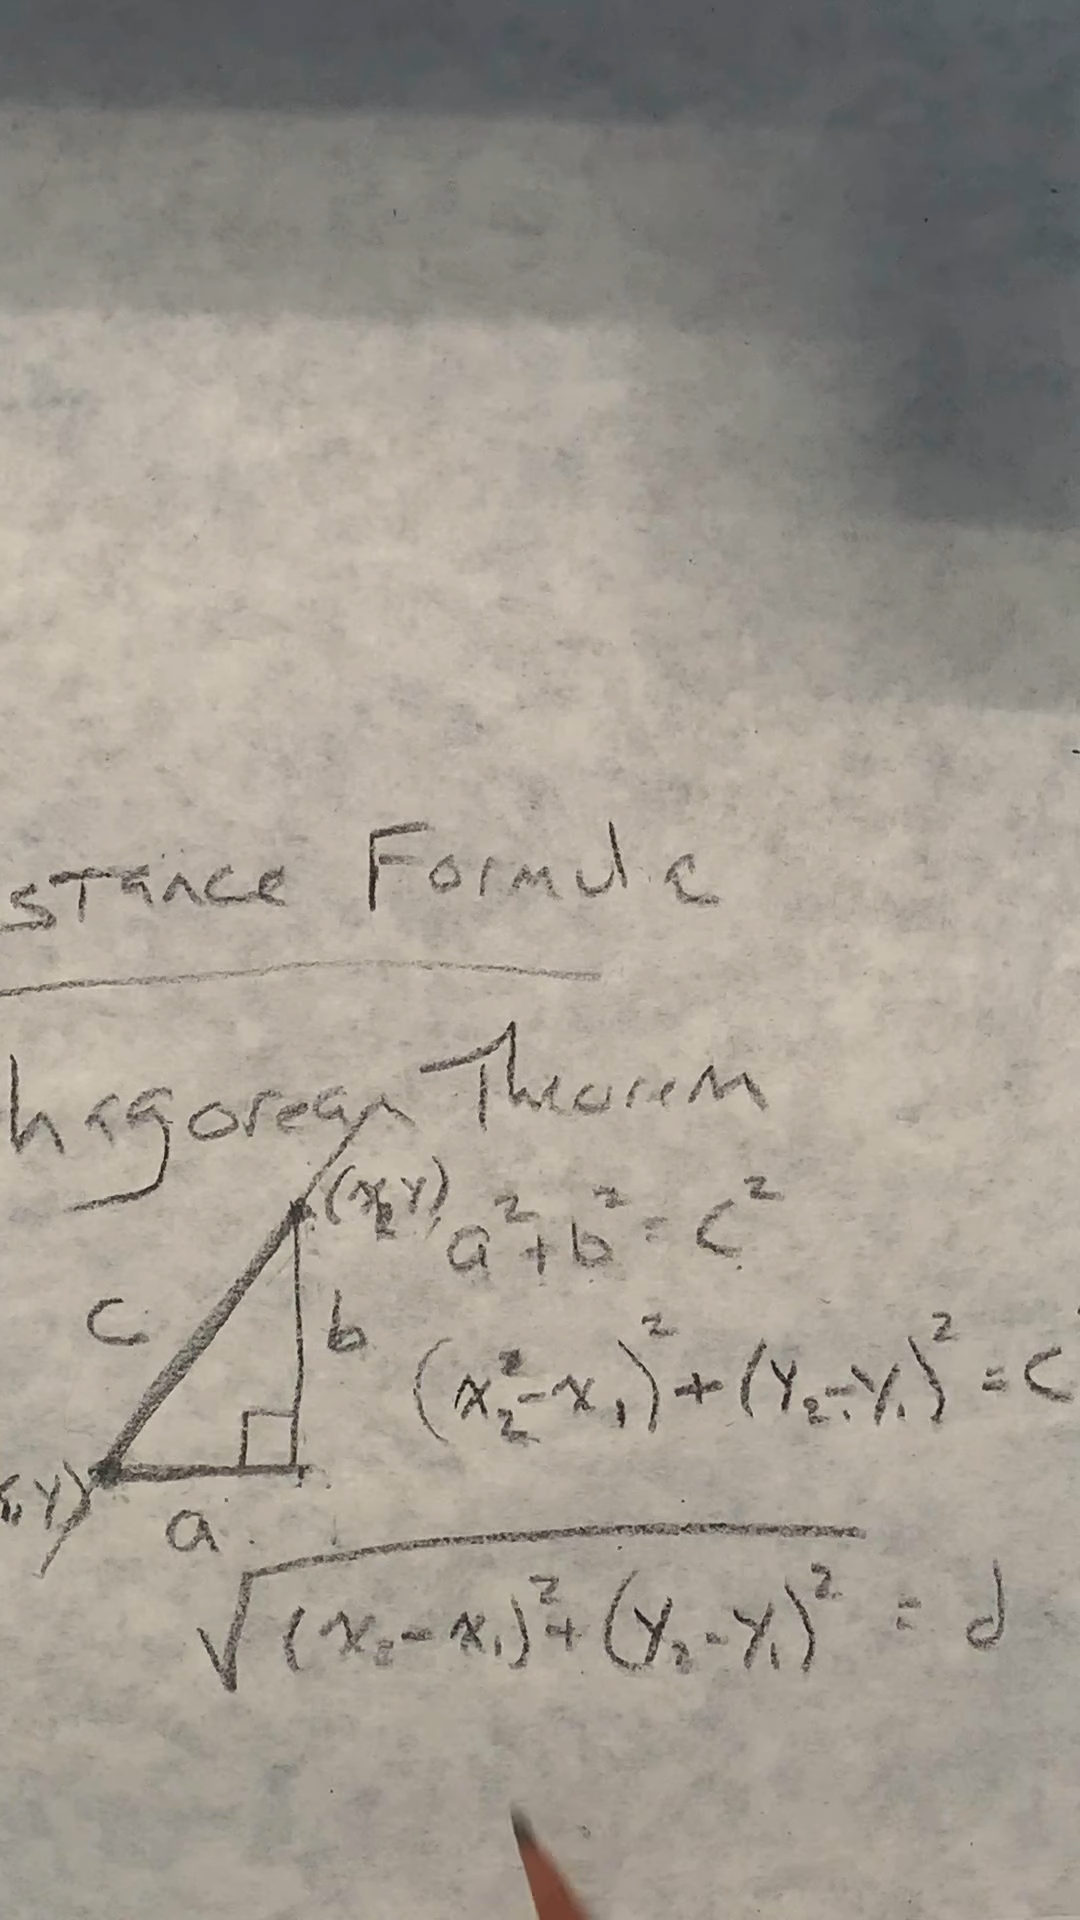 stance Formula
hagorean Theorem
(x₂ y)
a² + b² = c²
c
b
(x₂² - x₁)² + (y₂ - y₁)² = c
y)
a
√(x₂ - x₁)² + (y₂ - y₁)² = d